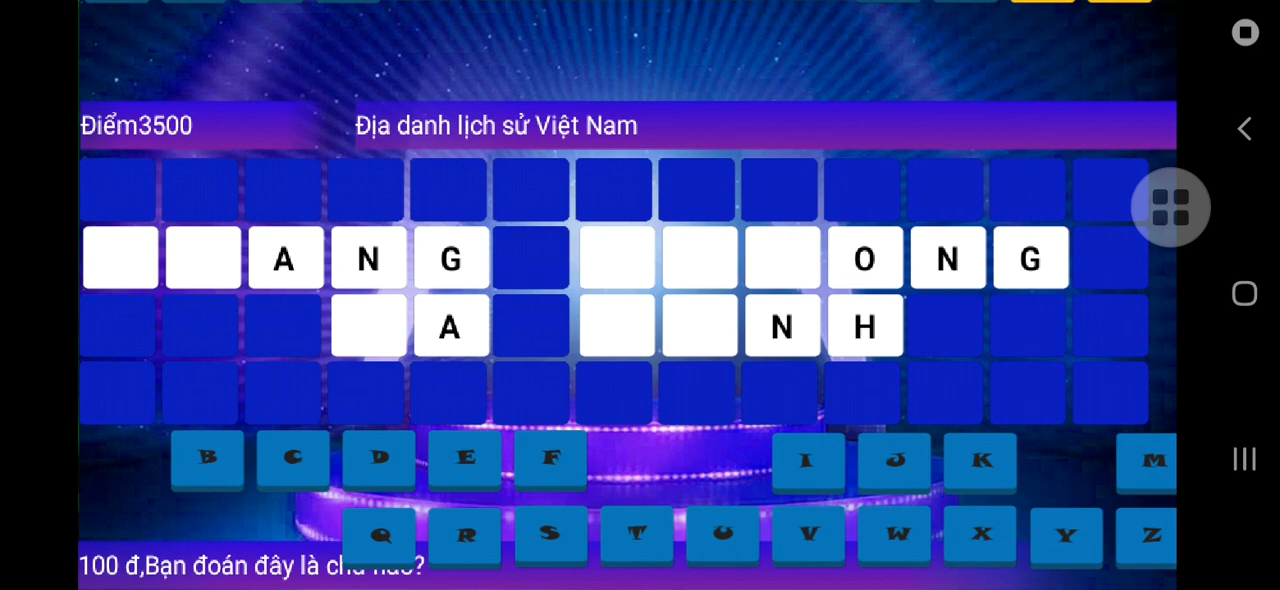 Điểm3500
Địa danh lịch sử Việt Nam
A N G O N G
A N H
B C D E F I J K M
Q R S T U V W X Y Z
100 đ,Bạn đoán đây là chữ nào?